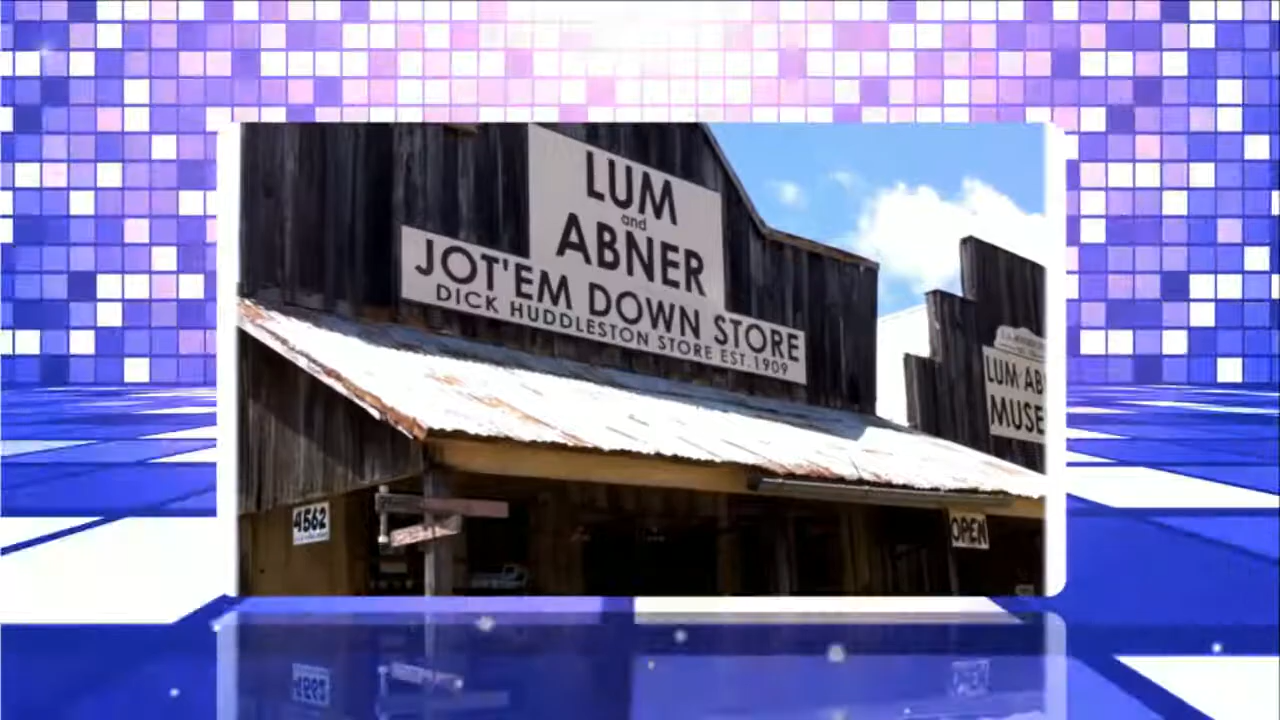 LUM
and
ABNER
JOT'EM DOWN STORE
DICK HUDDLESTON STORE EST.1909
LUM AB
MUSE
4562
OPEN